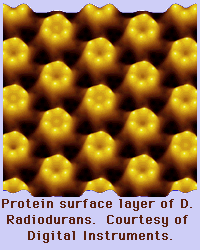 Protein surface layer of D.
Radiodurans. Courtesy of
Digital Instruments.